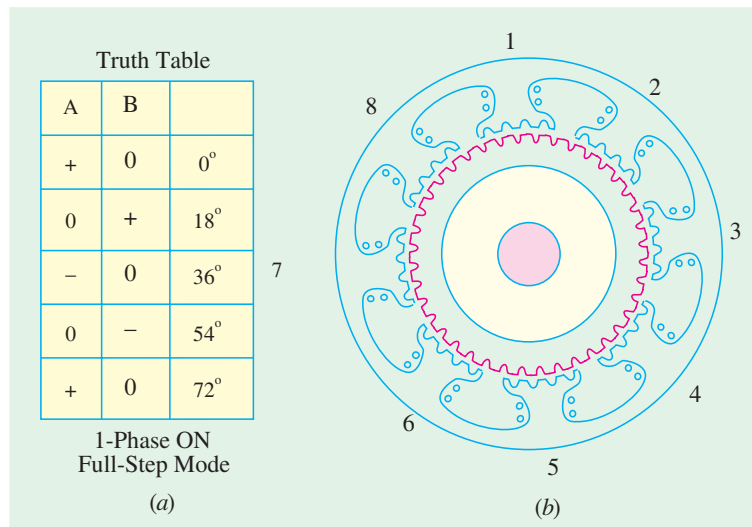 Truth Table
A B
+ 0 0°
0 + 18°
– 0 36°
0 – 54°
+ 0 72°
1-Phase ON
Full-Step Mode
(a)
1
2
3
4
5
6
7
8
(b)